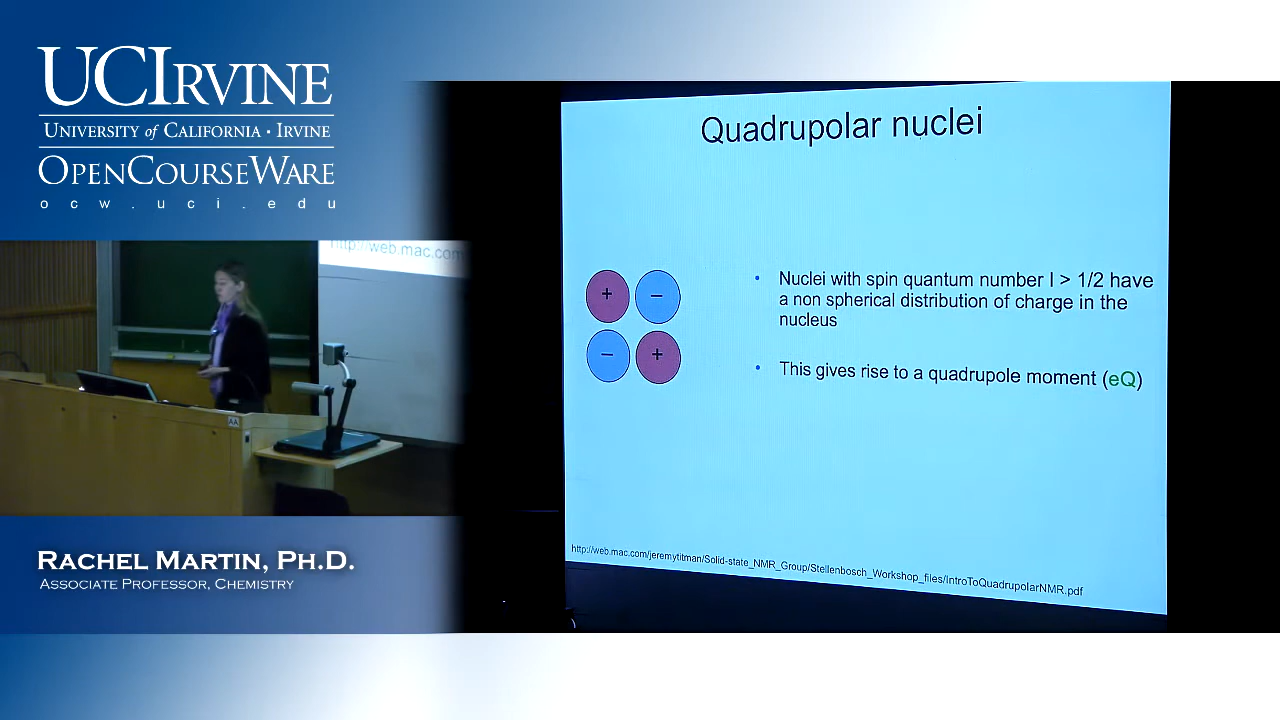 UCIRVINE
UNIVERSITY of CALIFORNIA · IRVINE
OPENCOURSEWARE
ocw.uci.edu
http://web.mac.com
AA
RACHEL MARTIN, PH.D.
ASSOCIATE PROFESSOR, CHEMISTRY
Quadrupolar nuclei
+ −
− +
• Nuclei with spin quantum number I > 1/2 have
a non spherical distribution of charge in the
nucleus
• This gives rise to a quadrupole moment (eQ)
http://web.mac.com/jeremytitman/Solid-state_NMR_Group/Stellenbosch_Workshop_files/IntroToQuadrupolarNMR.pdf